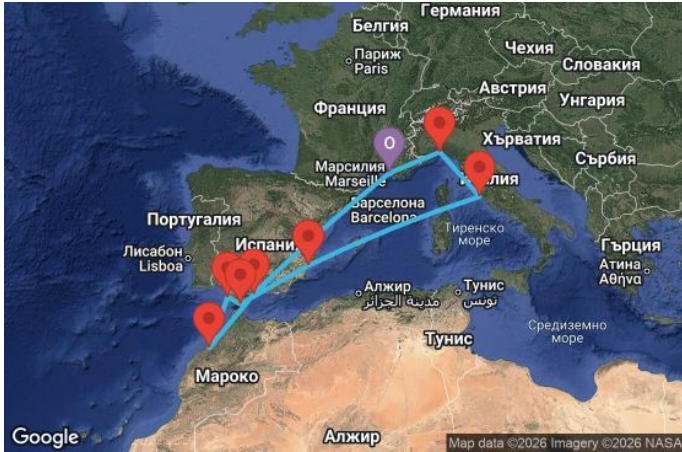 Германия
Белгия
Париж
Paris
Чехия
Словакия
Австрия
Унгария
Франция
О
Хърватия
Марсилия
Marseille
Италия
Сърбия
Барселона
Barcelona
Португалия
Тиренско
море
Гърция
Лисабон
Lisboa
Испания
Атина
Αθήνα
Алжир
مدينة الجزائر
Тунис
تونس
Средиземно
море
Тунис
Мароко
Алжир
Google
Map data ©2026 Imagery ©2026 NASA